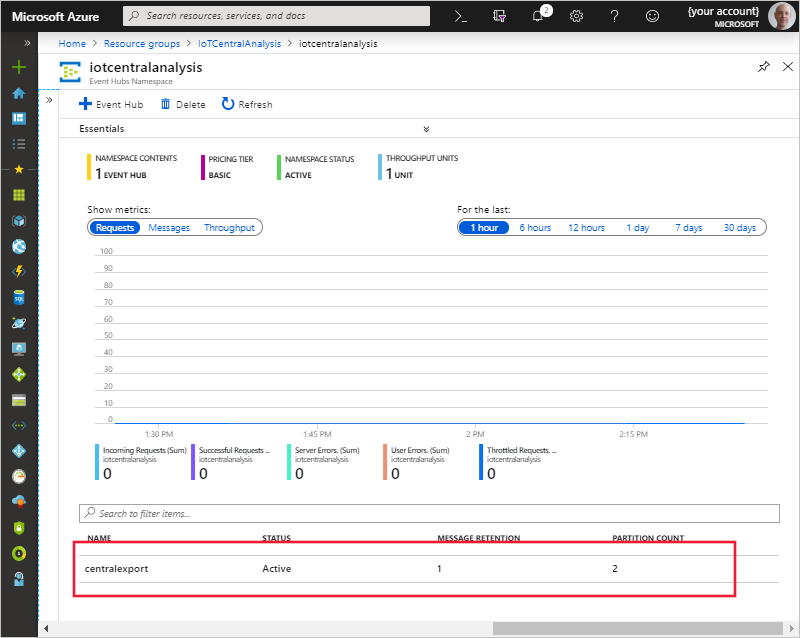 Microsoft Azure
Search resources, services, and docs
2
{your account}
MICROSOFT
Home > Resource groups > IoTCentralAnalysis > iotcentralanalysis
iotcentralanalysis
Event Hubs Namespace
Event Hub Delete Refresh
Essentials
NAMESPACE CONTENTS PRICING TIER NAMESPACE STATUS THROUGHPUT UNITS
1 EVENT HUB BASIC ACTIVE 1 UNIT
Show metrics: For the last:
Requests Messages Throughput 1 hour 6 hours 12 hours 1 day 7 days 30 days
100
90
80
70
60
50
40
30
20
10
0
1:30 PM 1:45 PM 2 PM 2:15 PM
Incoming Requests (Sum) Successful Requests ... Server Errors. (Sum) User Errors. (Sum) Throttled Requests. ...
iotcentralanalysis iotcentralanalysis iotcentralanalysis iotcentralanalysis iotcentralanalysis
0 0 0 0 0
Search to filter items...
NAME STATUS MESSAGE RETENTION PARTITION COUNT
centralexport Active 1 2